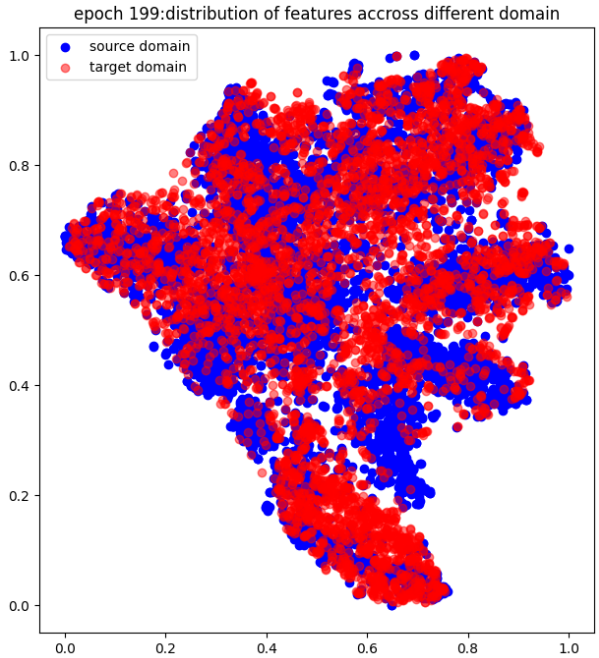 epoch 199:distribution of features accross different domain
source domain
target domain
1.0
0.8
0.6
0.4
0.2
0.0
0.0 0.2 0.4 0.6 0.8 1.0